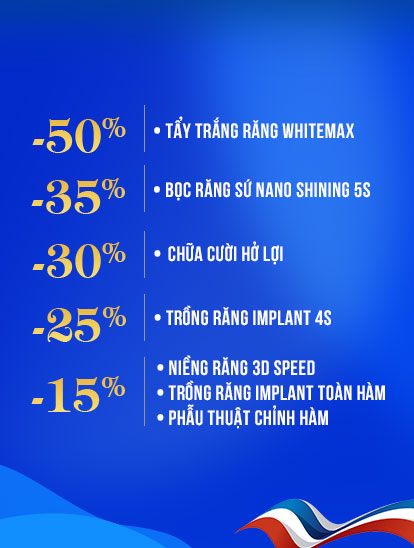 -50%
• TẨY TRẮNG RĂNG WHITEMAX
-35%
• BỌC RĂNG SỨ NANO SHINING 5S
-30%
• CHỮA CƯỜI HỞ LỢI
-25%
• TRỒNG RĂNG IMPLANT 4S
-15%
• NIỀNG RĂNG 3D SPEED
• TRỒNG RĂNG IMPLANT TOÀN HÀM
• PHẪU THUẬT CHỈNH HÀM